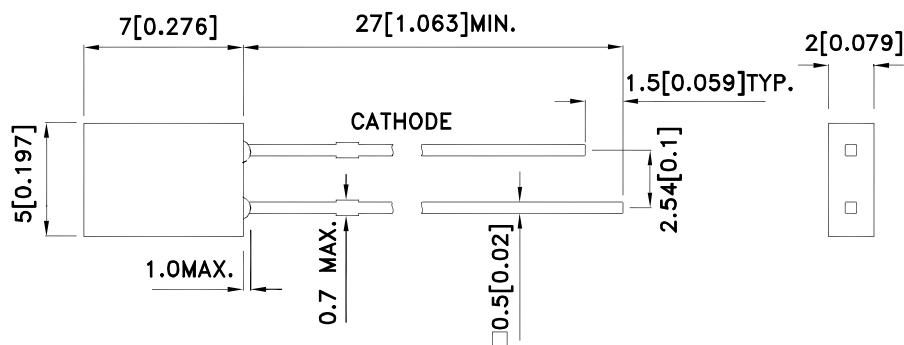 7[0.276]
27[1.063]MIN.
2[0.079]
1.5[0.059]TYP.
CATHODE
5[0.197]
2.54[0.1]
1.0MAX.
0.7 MAX.
□0.5[0.02]